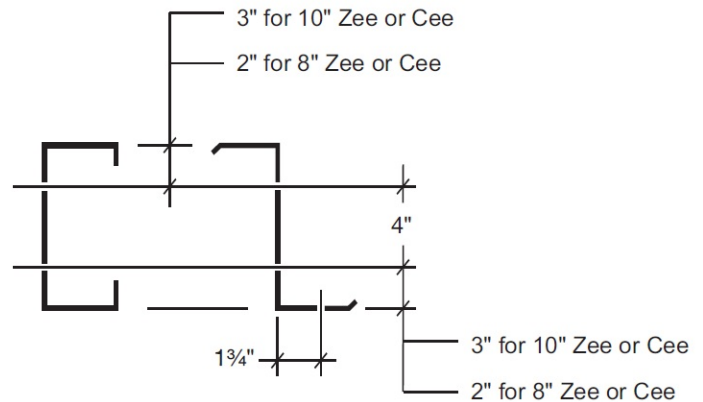 3" for 10" Zee or Cee
2" for 8" Zee or Cee
4"
1¾"
3" for 10" Zee or Cee
2" for 8" Zee or Cee